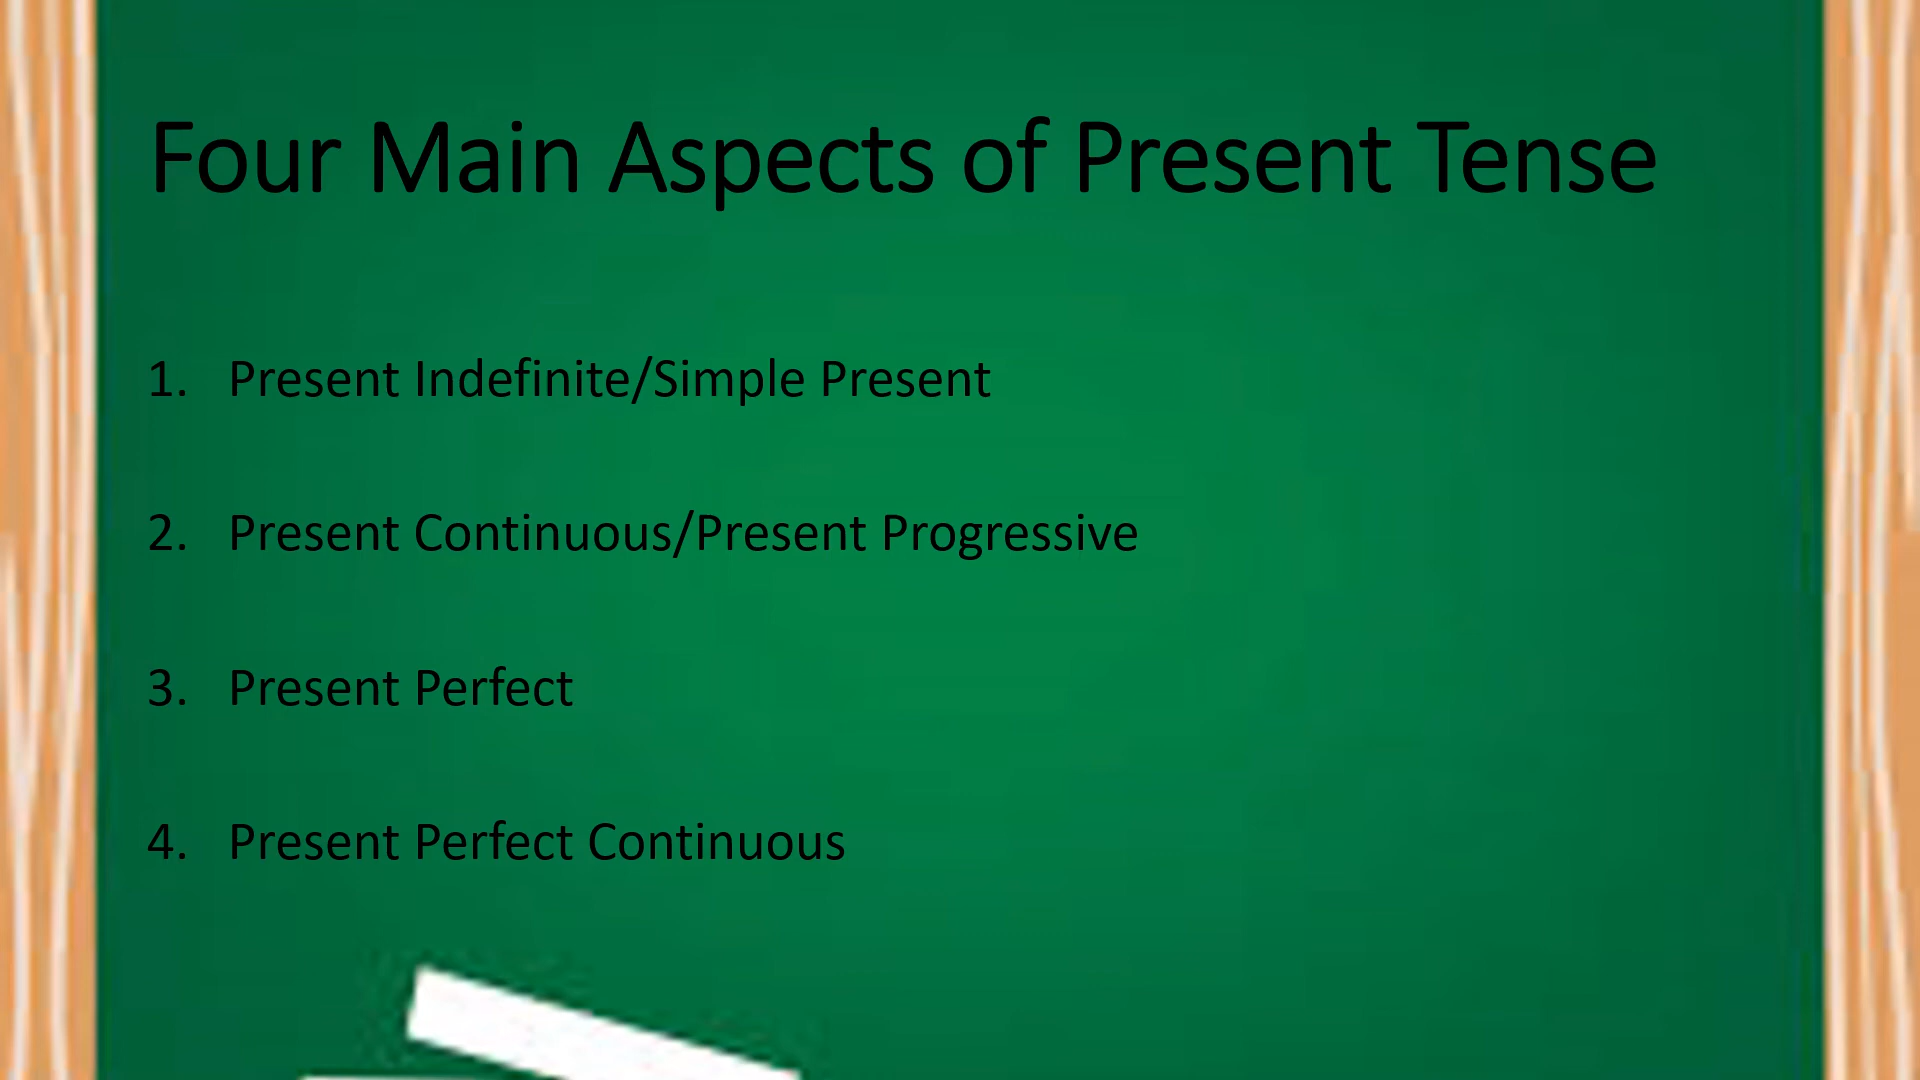 Four Main Aspects of Present Tense
1. Present Indefinite/Simple Present
2. Present Continuous/Present Progressive
3. Present Perfect
4. Present Perfect Continuous